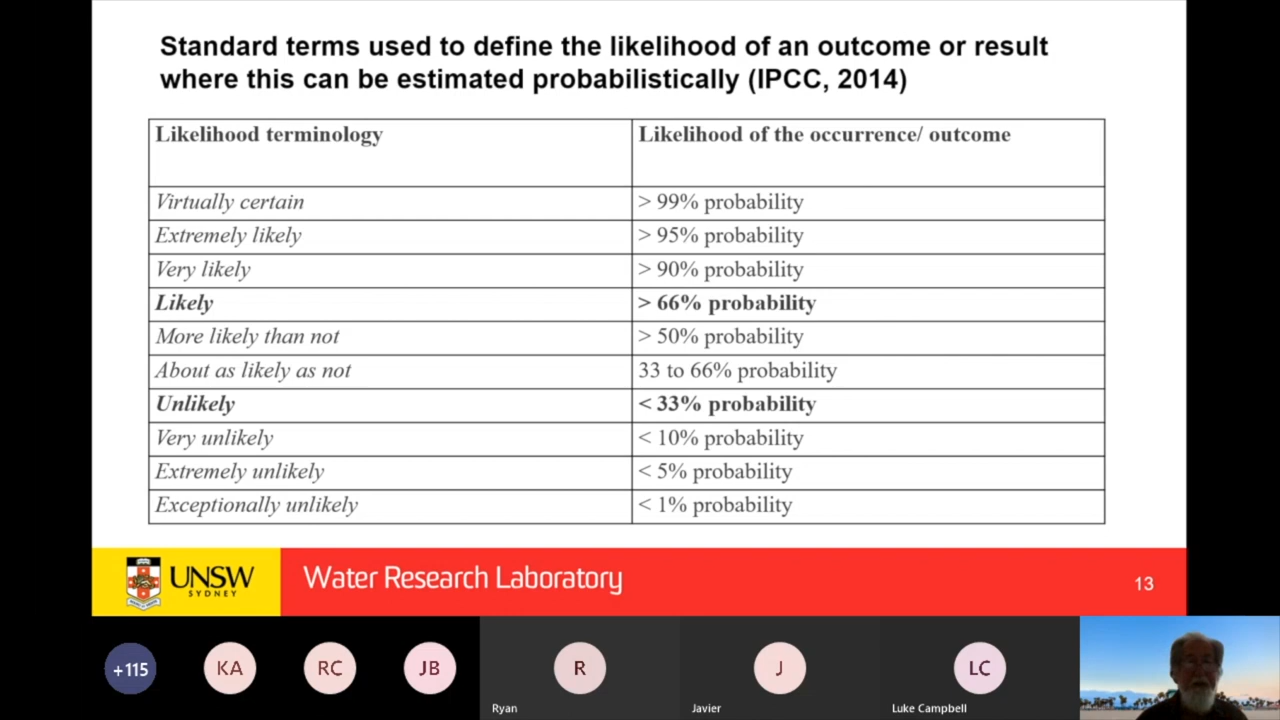 Standard terms used to define the likelihood of an outcome or result
where this can be estimated probabilistically (IPCC, 2014)
Likelihood terminology Likelihood of the occurrence/ outcome
Virtually certain > 99% probability
Extremely likely > 95% probability
Very likely > 90% probability
Likely > 66% probability
More likely than not > 50% probability
About as likely as not 33 to 66% probability
Unlikely < 33% probability
Very unlikely < 10% probability
Extremely unlikely < 5% probability
Exceptionally unlikely < 1% probability
UNSW
SYDNEY
Water Research Laboratory
13
+115
KA
RC
JB
R
Ryan
J
Javier
LC
Luke Campbell